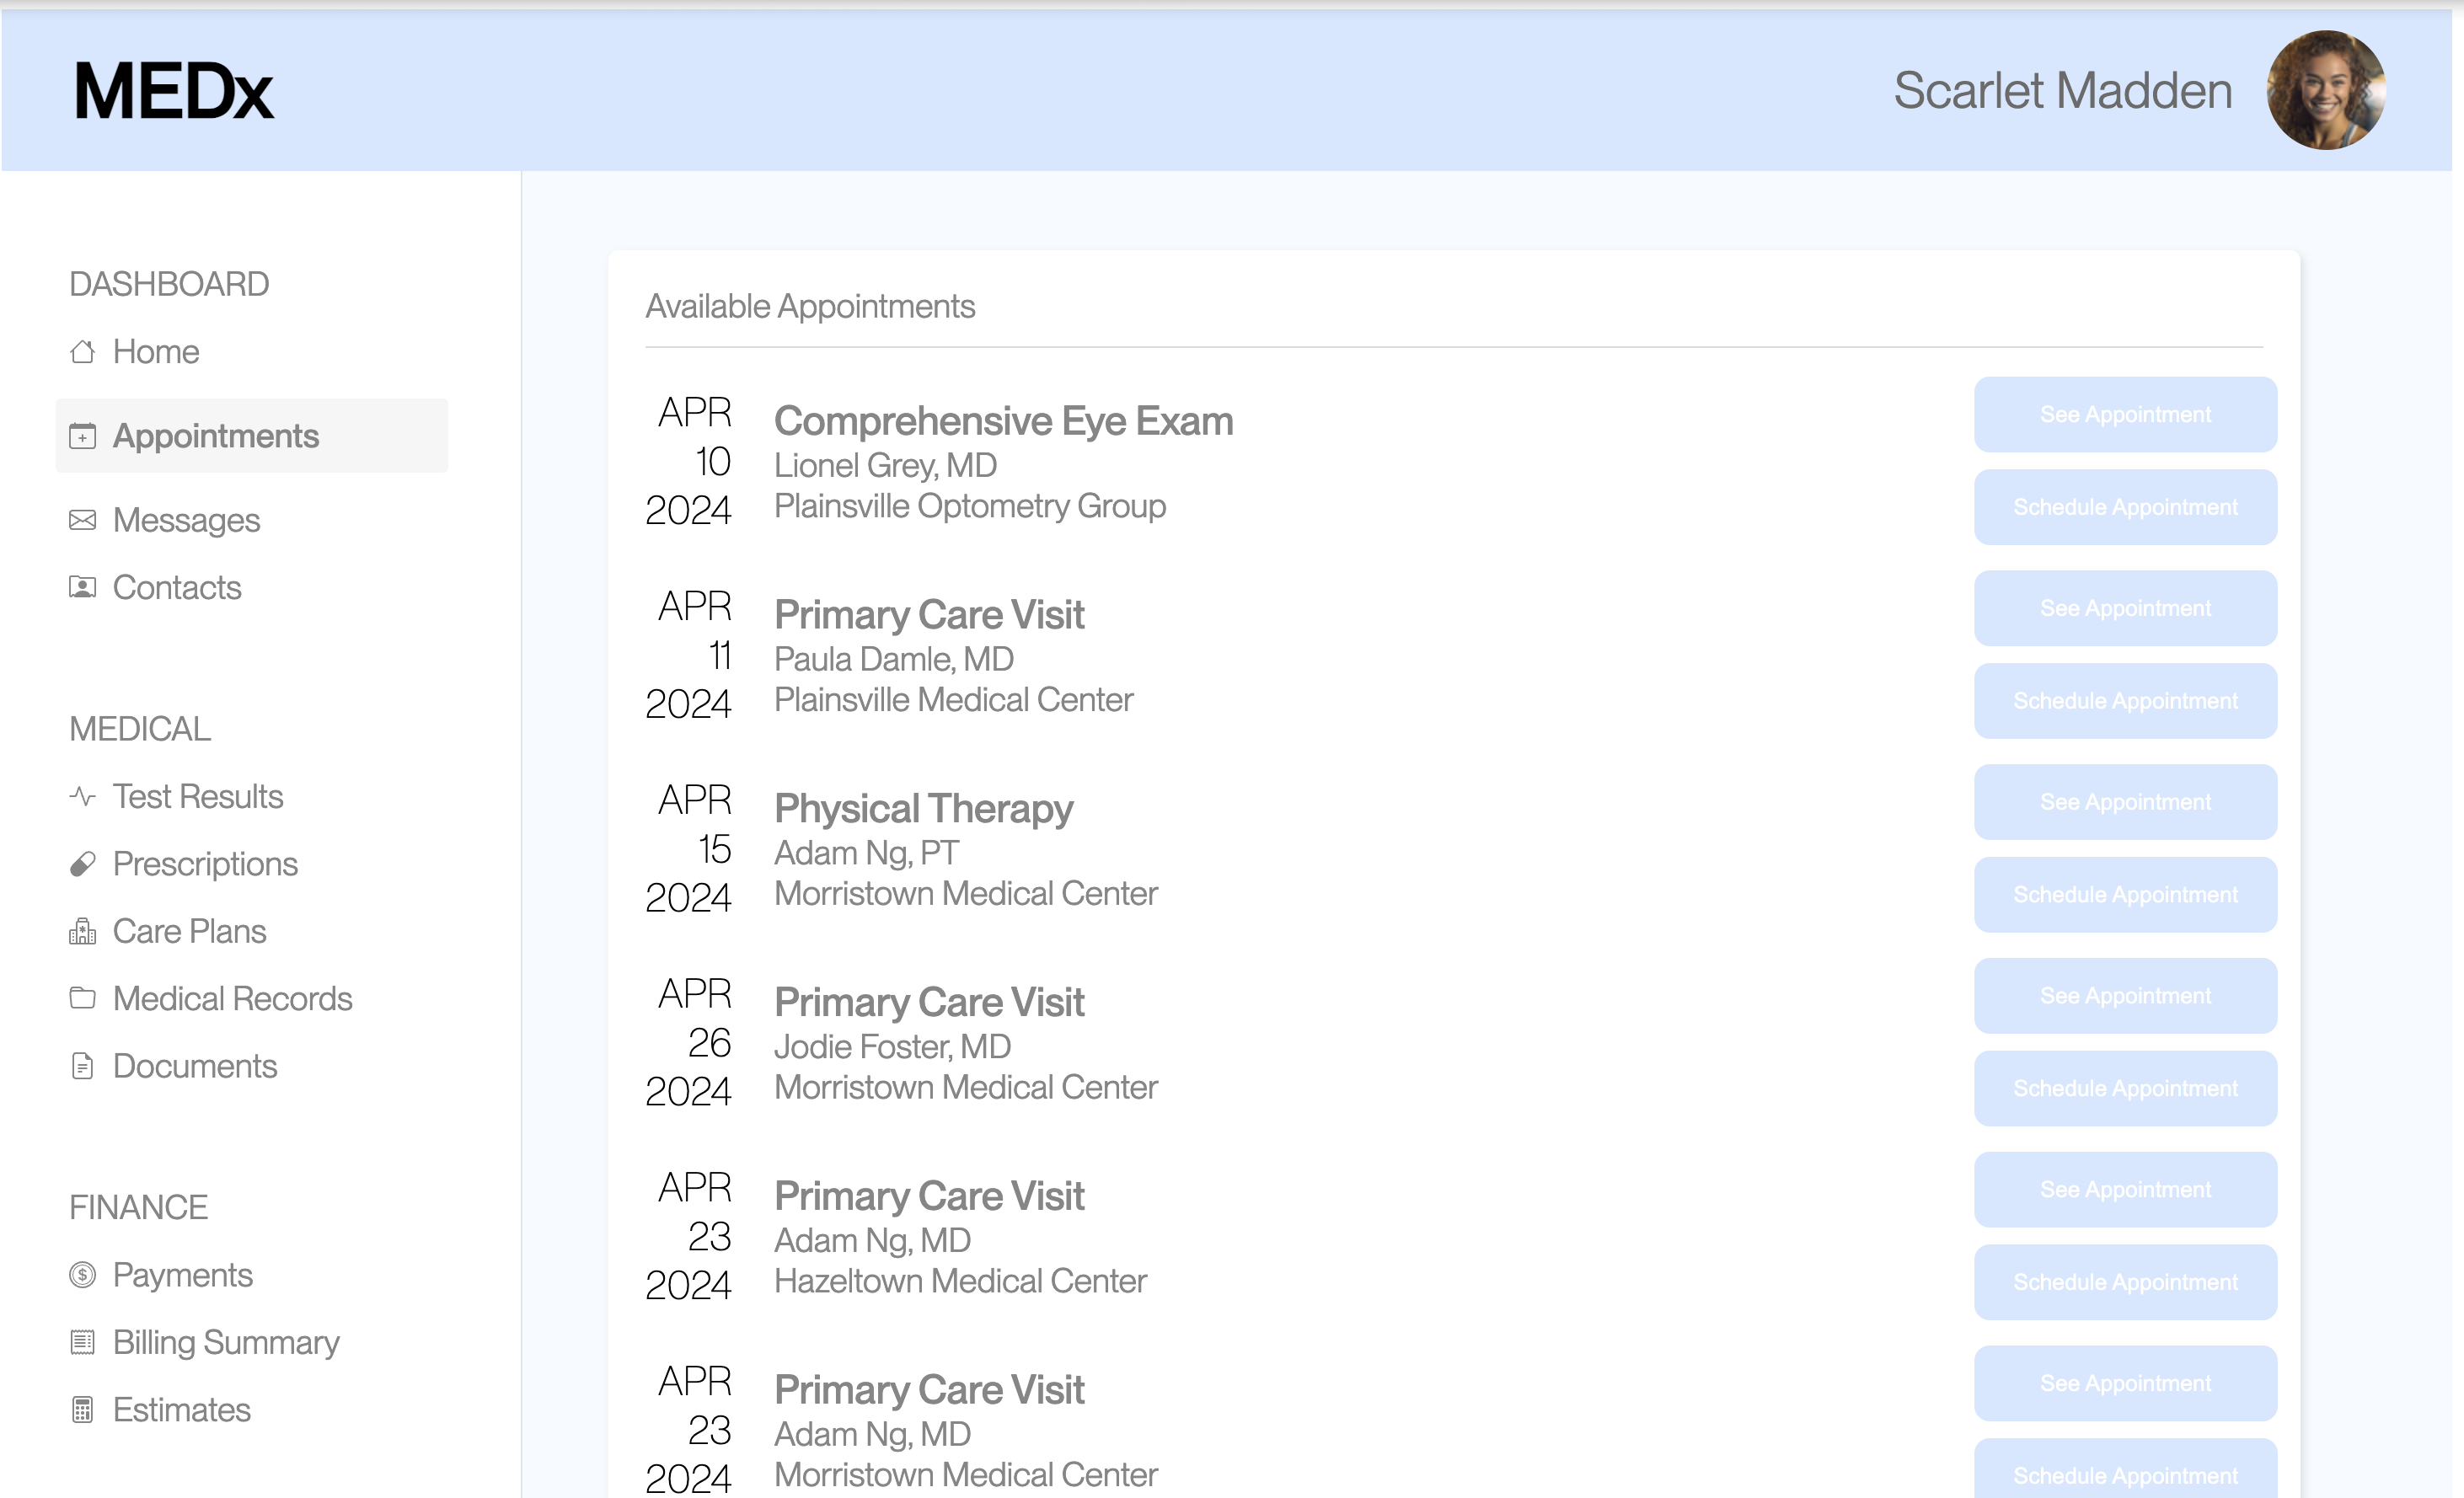 MEDx
Scarlet Madden
DASHBOARD
Home
Appointments
Messages
Contacts
MEDICAL
Test Results
Prescriptions
Care Plans
Medical Records
Documents
FINANCE
Payments
Billing Summary
Estimates
Available Appointments
APR
10
2024
Comprehensive Eye Exam
Lionel Grey, MD
Plainsville Optometry Group
See Appointment
Schedule Appointment
APR
11
2024
Primary Care Visit
Paula Damle, MD
Plainsville Medical Center
See Appointment
Schedule Appointment
APR
15
2024
Physical Therapy
Adam Ng, PT
Morristown Medical Center
See Appointment
Schedule Appointment
APR
26
2024
Primary Care Visit
Jodie Foster, MD
Morristown Medical Center
See Appointment
Schedule Appointment
APR
23
2024
Primary Care Visit
Adam Ng, MD
Hazeltown Medical Center
See Appointment
Schedule Appointment
APR
23
2024
Primary Care Visit
Adam Ng, MD
Morristown Medical Center
See Appointment
Schedule Appointment